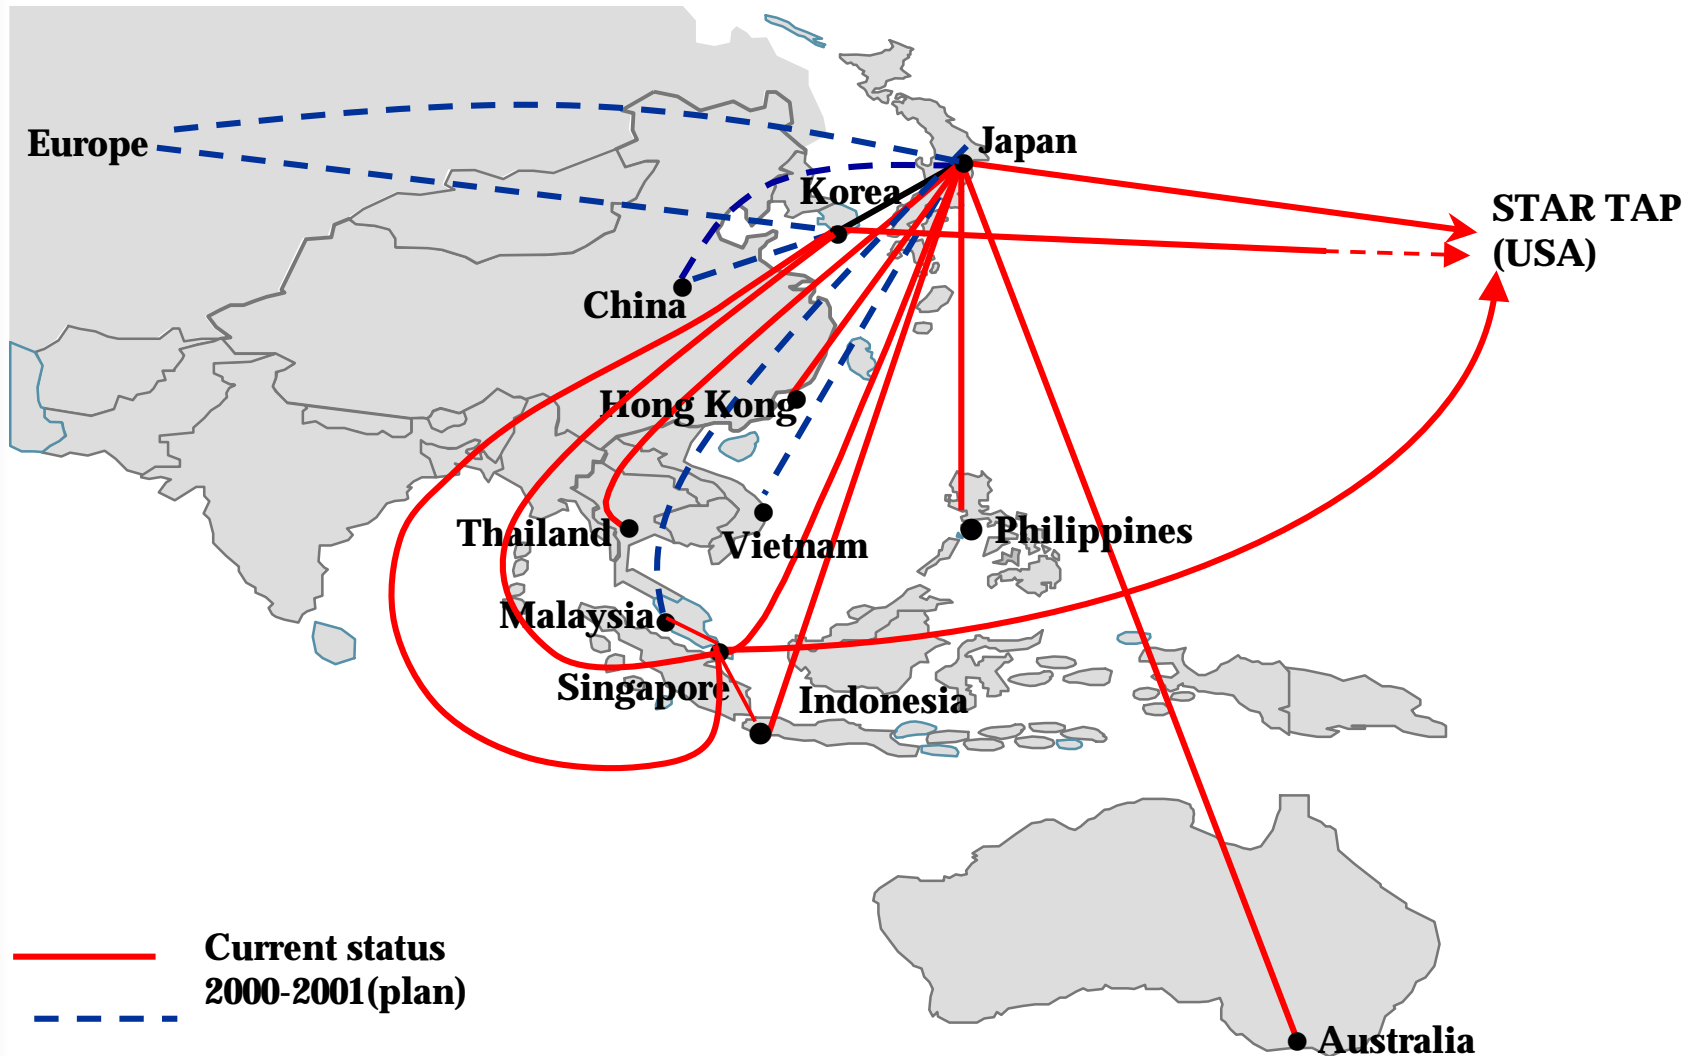 Europe
Japan
Korea
STAR TAP
(USA)
China
Hong Kong
Thailand
Vietnam
Philippines
Malaysia
Singapore
Indonesia
Current status
2000-2001(plan)
Australia